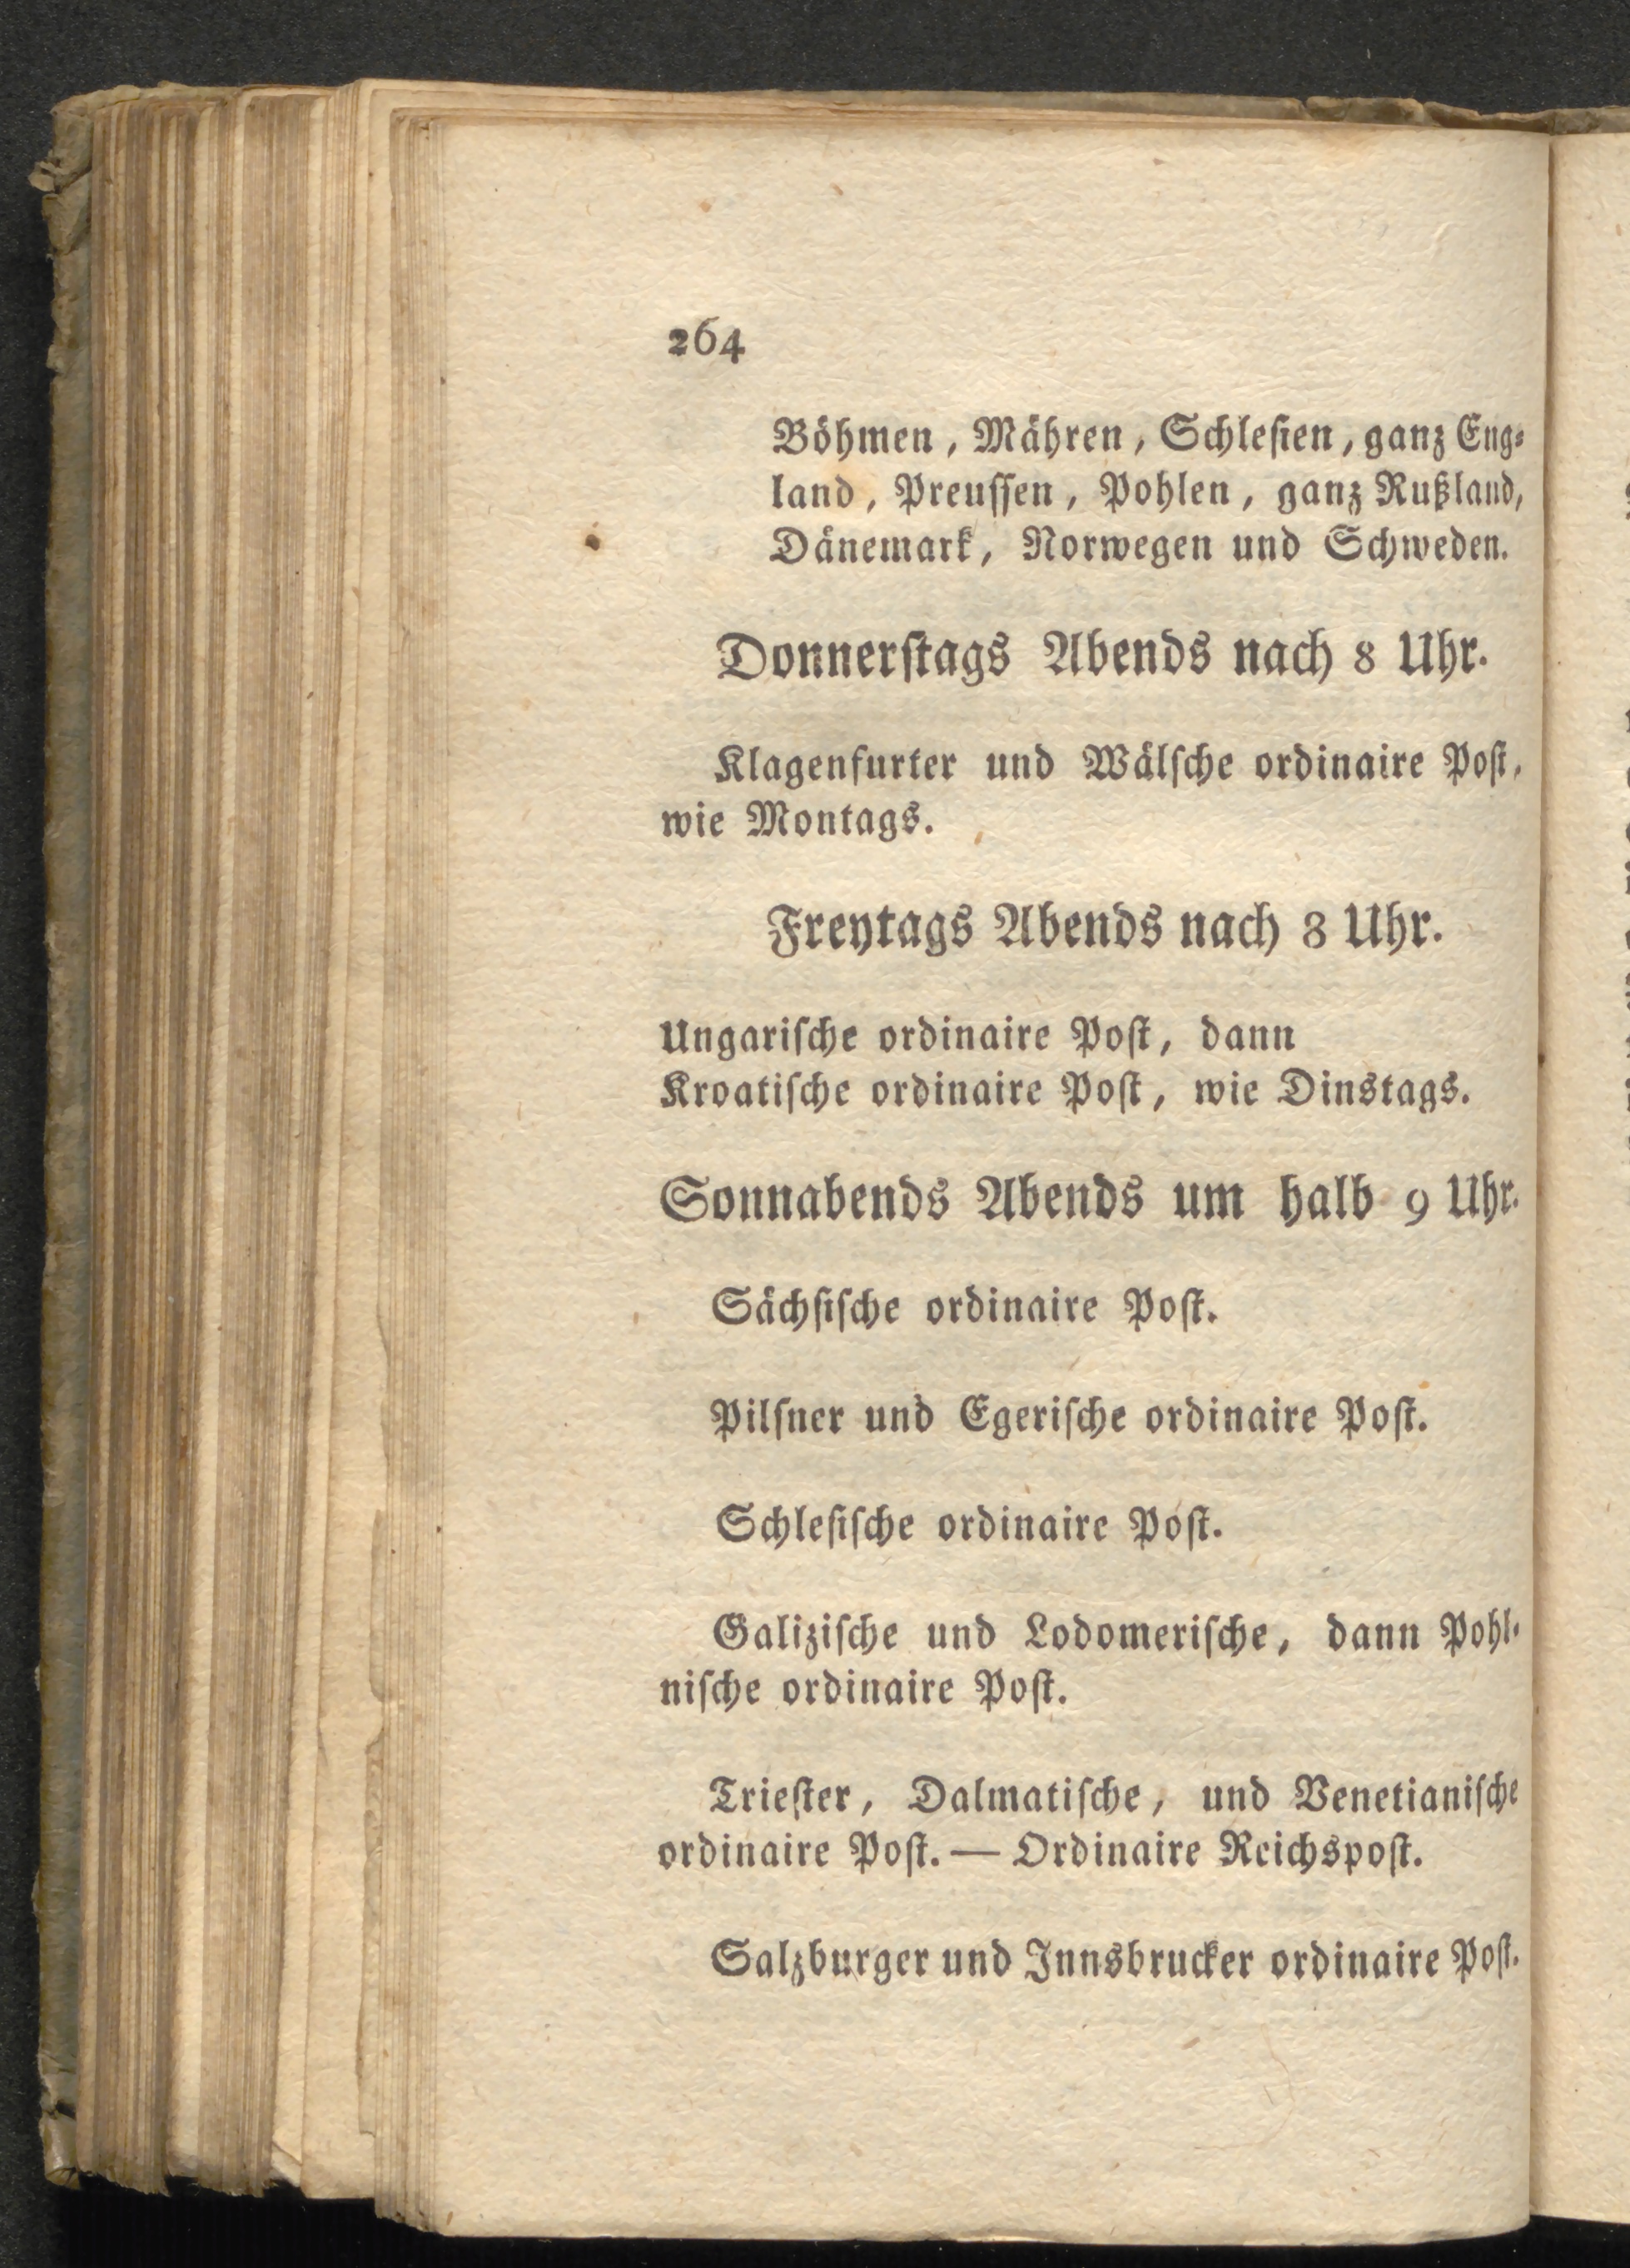 264
Böhmen, Mähren, Schleſien, ganz Eng⸗
land, Preuſſen, Pohlen, ganz Rußland,
Dänemark, Norwegen und Schweden.
Donnerſtags Abends nach 8 Uhr.
Klagenfurter und Wälſche ordinaire Poſt,
wie Montags.
Freytags Abends nach 8 Uhr.
Ungariſche ordinaire Poſt, dann
Kroatiſche ordinaire Poſt, wie Dinstags.
Sonnabends Abends um halb 9 Uhr.
Sächſiſche ordinaire Poſt.
Pilſner und Egeriſche ordinaire Poſt.
Schleſiſche ordinaire Poſt.
Galiziſche und Lodomeriſche, dann Pohl⸗
niſche ordinaire Poſt.
Trieſter, Dalmatiſche, und Venetianiſche
ordinaire Poſt. — Ordinaire Reichspoſt.
Salzburger und Innsbrucker ordinaire Poſt.